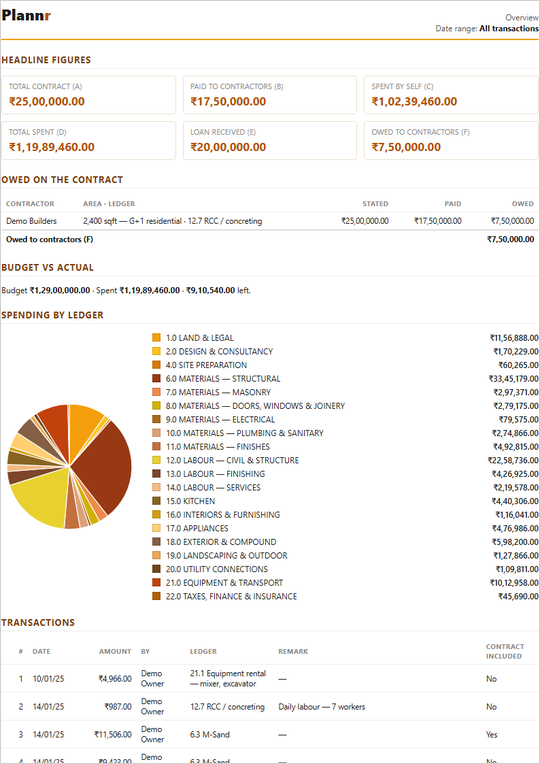 Plannr
Overview
Date range: All transactions
HEADLINE FIGURES
TOTAL CONTRACT (A)
₹25,00,000.00
PAID TO CONTRACTORS (B)
₹17,50,000.00
SPENT BY SELF (C)
₹1,02,39,460.00
TOTAL SPENT (D)
₹1,19,89,460.00
LOAN RECEIVED (E)
₹20,00,000.00
OWED TO CONTRACTORS (F)
₹7,50,000.00
OWED ON THE CONTRACT
CONTRACTOR AREA · LEDGER STATED PAID OWED
Demo Builders 2,400 sqft — G+1 residential · 12.7 RCC / concreting ₹25,00,000.00 ₹17,50,000.00 ₹7,50,000.00
Owed to contractors (F) ₹7,50,000.00
BUDGET VS ACTUAL
Budget ₹1,29,00,000.00 · Spent ₹1,19,89,460.00 · ₹9,10,540.00 left.
SPENDING BY LEDGER
1.0 LAND & LEGAL ₹11,56,888.00
2.0 DESIGN & CONSULTANCY ₹1,70,229.00
4.0 SITE PREPARATION ₹60,265.00
6.0 MATERIALS — STRUCTURAL ₹33,45,179.00
7.0 MATERIALS — MASONRY ₹2,97,371.00
8.0 MATERIALS — DOORS, WINDOWS & JOINERY ₹2,79,175.00
9.0 MATERIALS — ELECTRICAL ₹79,575.00
10.0 MATERIALS — PLUMBING & SANITARY ₹2,74,866.00
11.0 MATERIALS — FINISHES ₹4,92,815.00
12.0 LABOUR — CIVIL & STRUCTURE ₹22,58,736.00
13.0 LABOUR — FINISHING ₹4,26,925.00
14.0 LABOUR — SERVICES ₹2,19,578.00
15.0 KITCHEN ₹4,40,306.00
16.0 INTERIORS & FURNISHING ₹1,16,041.00
17.0 APPLIANCES ₹4,76,986.00
18.0 EXTERIOR & COMPOUND ₹5,98,200.00
19.0 LANDSCAPING & OUTDOOR ₹1,27,866.00
20.0 UTILITY CONNECTIONS ₹1,09,811.00
21.0 EQUIPMENT & TRANSPORT ₹10,12,958.00
22.0 TAXES, FINANCE & INSURANCE ₹45,690.00
TRANSACTIONS
# DATE AMOUNT BY LEDGER REMARK CONTRACT
INCLUDED
1 10/01/25 ₹4,966.00 Demo
Owner 21.1 Equipment rental
— mixer, excavator — No
2 14/01/25 ₹987.00 Demo
Owner 12.7 RCC / concreting Daily labour — 7 workers No
3 14/01/25 ₹11,506.00 Demo
Owner 6.3 M-Sand — Yes
4 14/01/25 ₹9,433.00 Demo 6.3 M-Sand — No